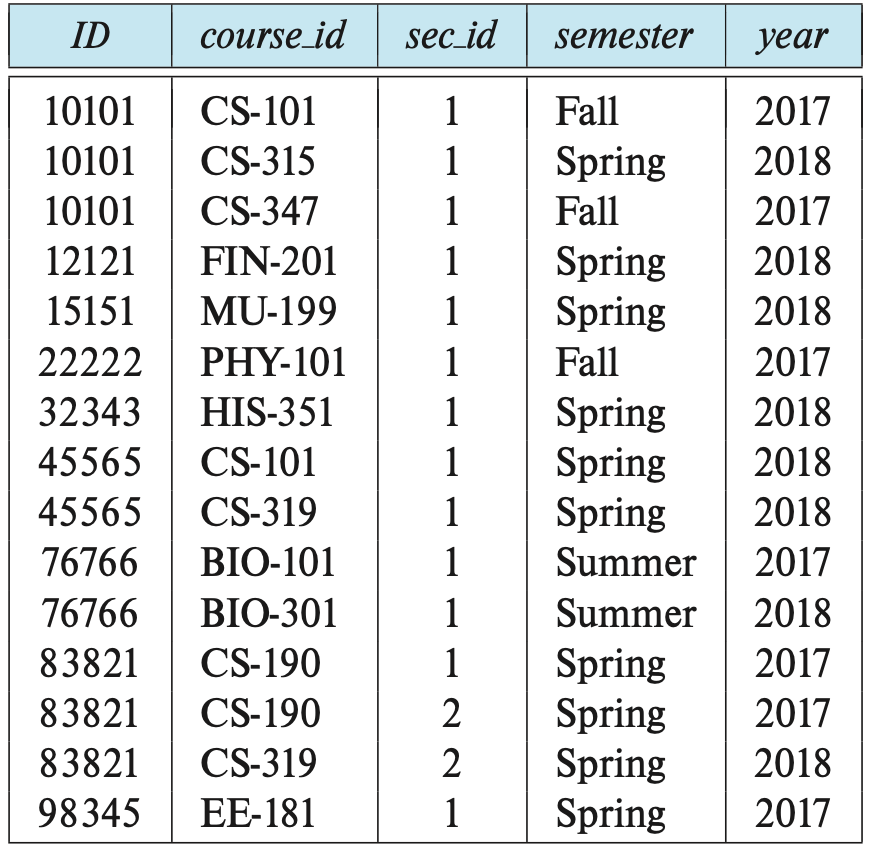 ID course_id sec_id semester year
10101 CS-101 1 Fall 2017
10101 CS-315 1 Spring 2018
10101 CS-347 1 Fall 2017
12121 FIN-201 1 Spring 2018
15151 MU-199 1 Spring 2018
22222 PHY-101 1 Fall 2017
32343 HIS-351 1 Spring 2018
45565 CS-101 1 Spring 2018
45565 CS-319 1 Spring 2018
76766 BIO-101 1 Summer 2017
76766 BIO-301 1 Summer 2018
83821 CS-190 1 Spring 2017
83821 CS-190 2 Spring 2017
83821 CS-319 2 Spring 2018
98345 EE-181 1 Spring 2017